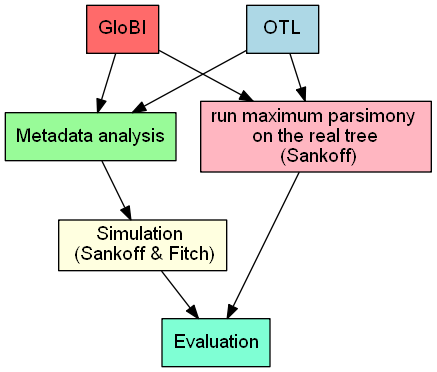 GloBI
OTL
Metadata analysis
run maximum parsimony
on the real tree
(Sankoff)
Simulation
(Sankoff & Fitch)
Evaluation